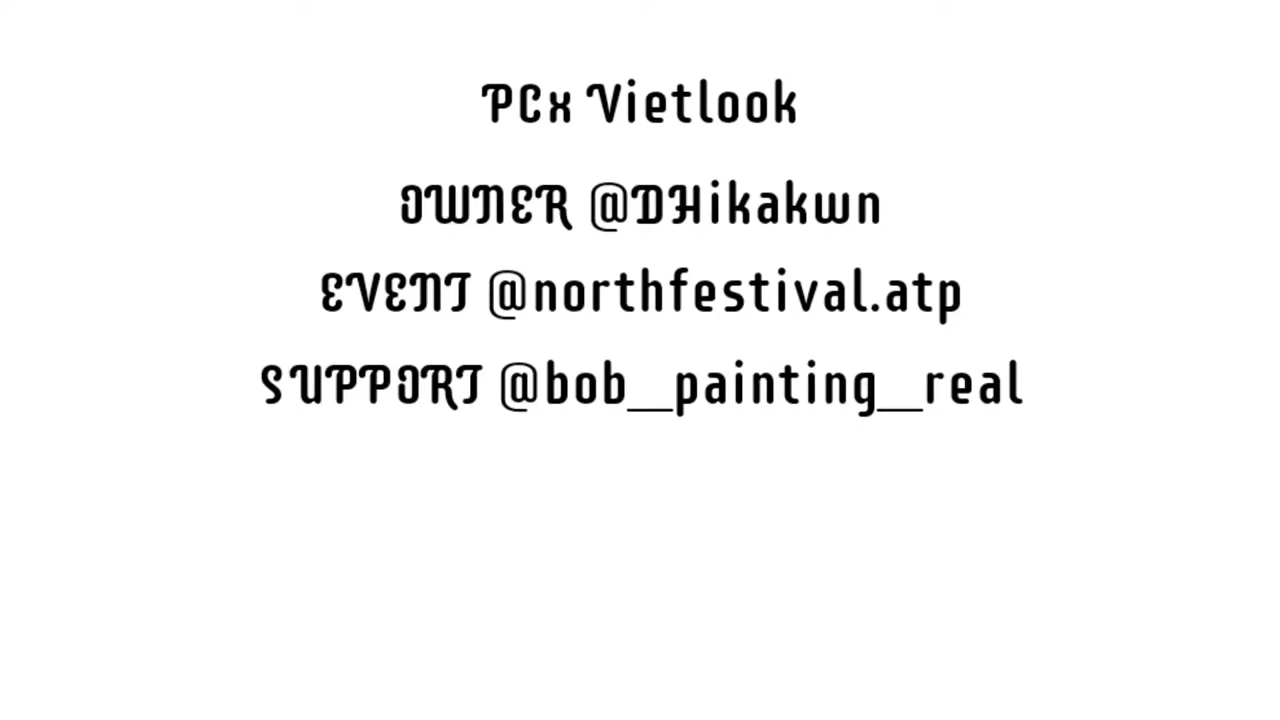 PCx Vietlook
OWNER @DHikakwn
EVENT @northfestival.atp
SUPPORT @bob__painting__real